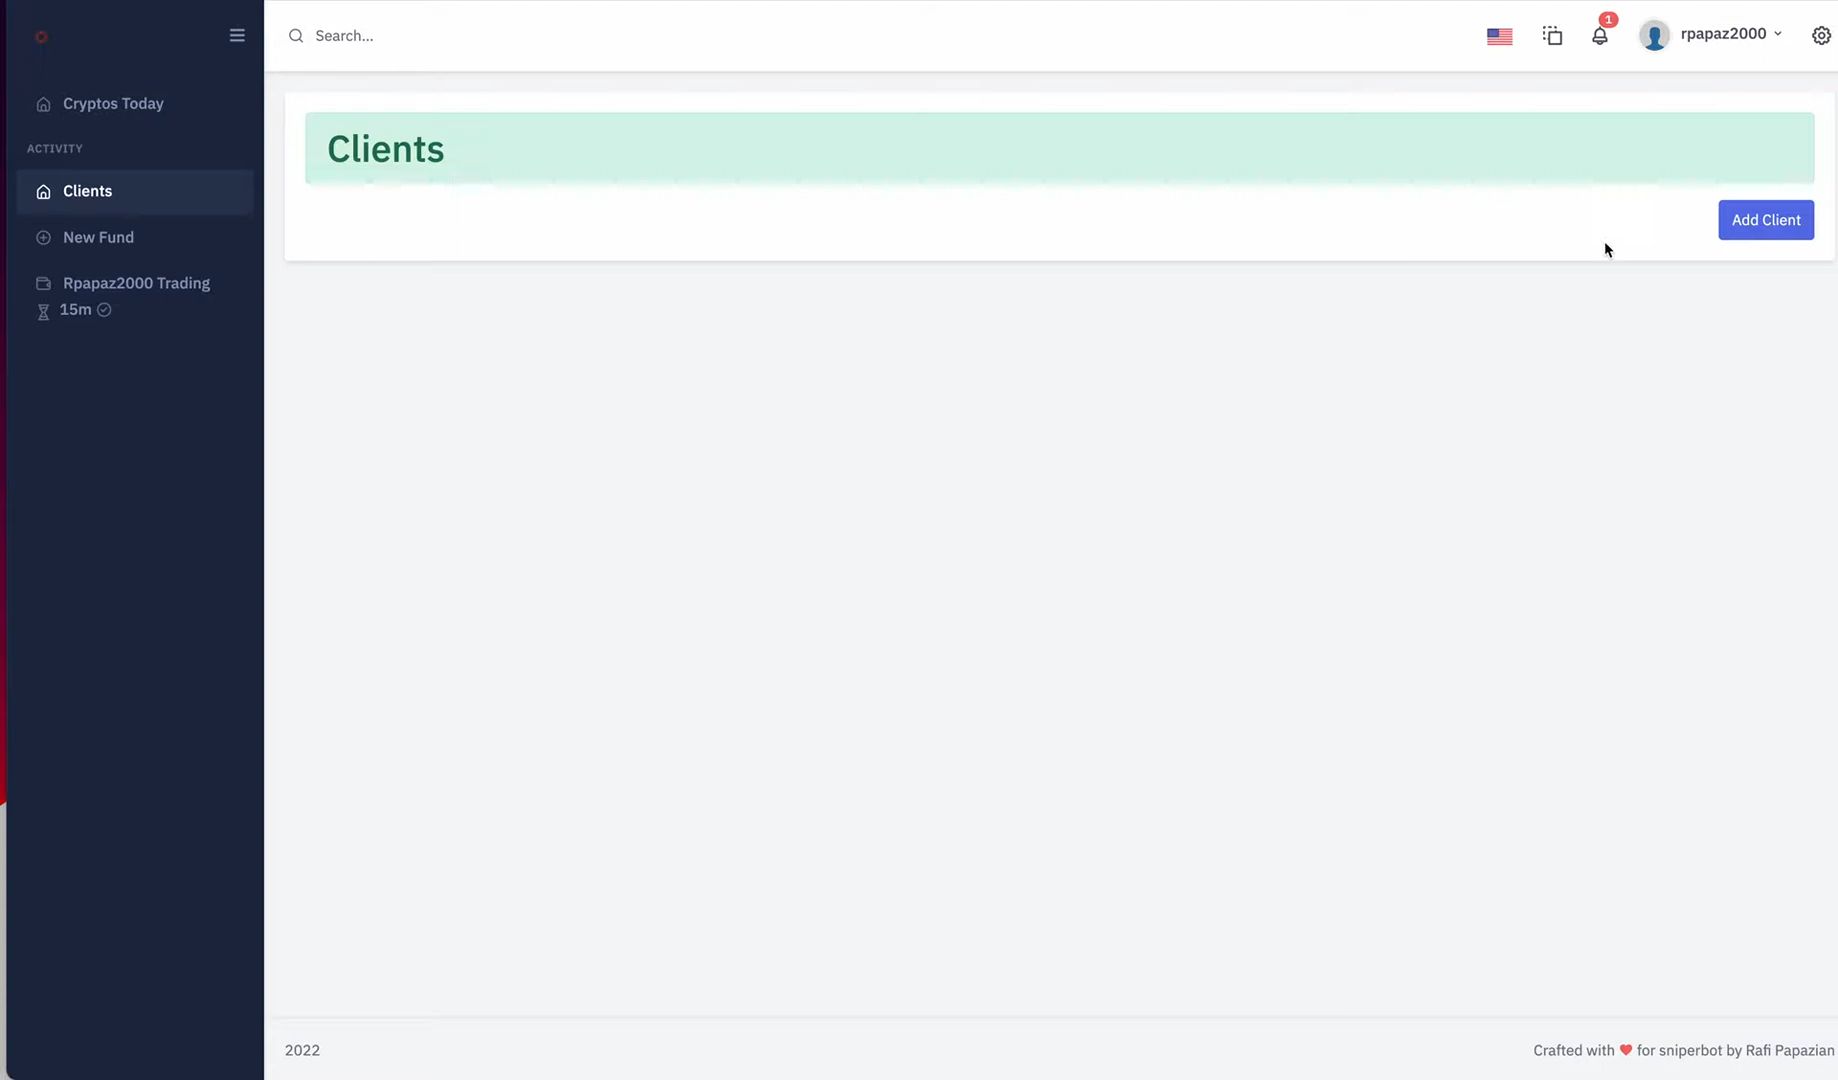 Search...
1
rpapaz2000
Cryptos Today
ACTIVITY
Clients
New Fund
Rpapaz2000 Trading
15m
Clients
Add Client
2022
Crafted with ❤ for sniperbot by Rafi Papazian